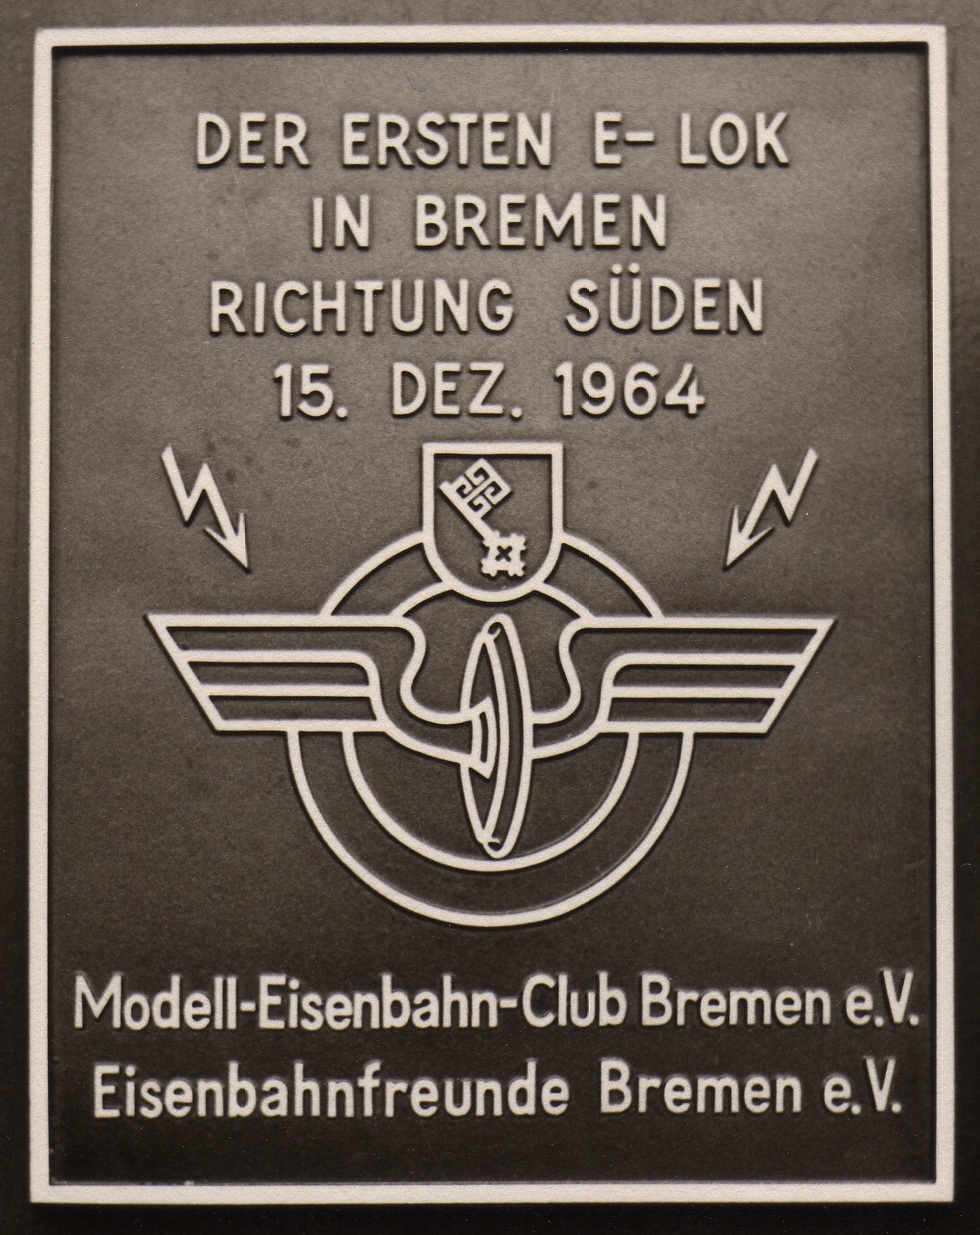 DER ERSTEN E-LOK
IN BREMEN
RICHTUNG SÜDEN
15. DEZ. 1964
Modell-Eisenbahn-Club Bremen e.V.
Eisenbahnfreunde Bremen e.V.